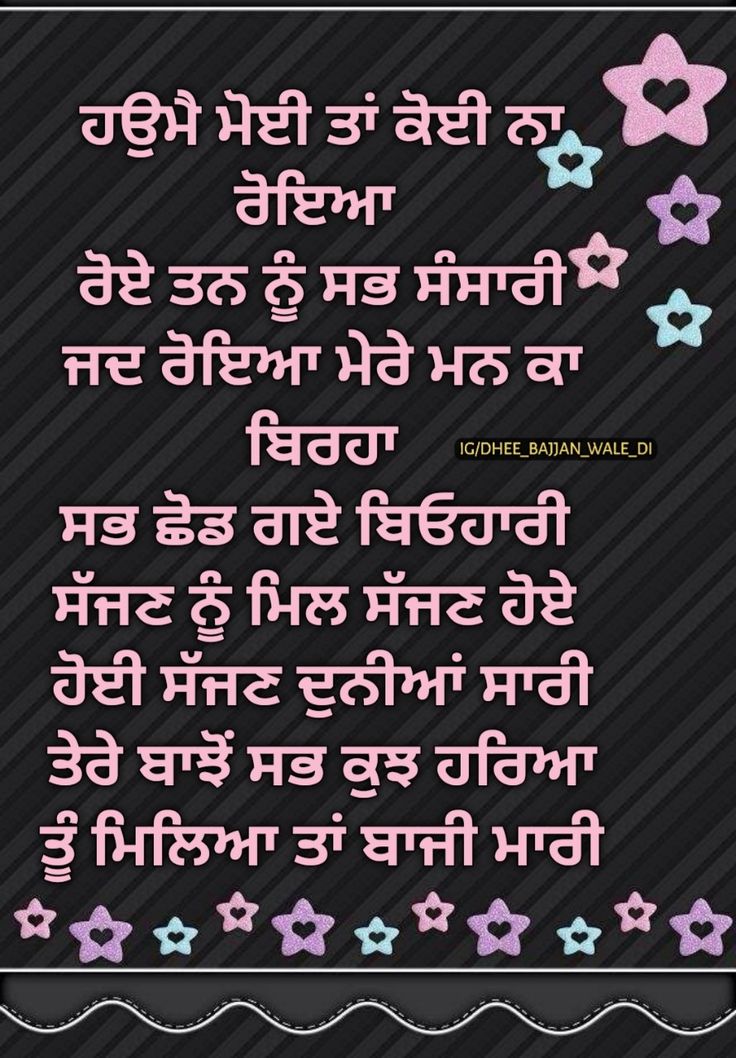 ਹਉਮੈ ਮੋਈ ਤਾਂ ਕੋਈ ਨਾ
ਰੋਇਆ
ਰੋਏ ਤਨ ਨੂੰ ਸਭ ਸੰਸਾਰੀ
ਜਦ ਰੋਇਆ ਮੇਰੇ ਮਨ ਕਾ
ਬਿਰਹਾ
IG/DHEE_BAJJAN_WALE_DI
ਸਭ ਛੋਡ ਗਏ ਬਿਓਹਾਰੀ
ਸੱਜਣ ਨੂੰ ਮਿਲ ਸੱਜਣ ਹੋਏ
ਹੋਈ ਸੱਜਣ ਦੁਨੀਆਂ ਸਾਰੀ
ਤੇਰੇ ਬਾਝੋਂ ਸਭ ਕੁਝ ਹਰਿਆ
ਤੂੰ ਮਿਲਿਆ ਤਾਂ ਬਾਜੀ ਮਾਰੀ